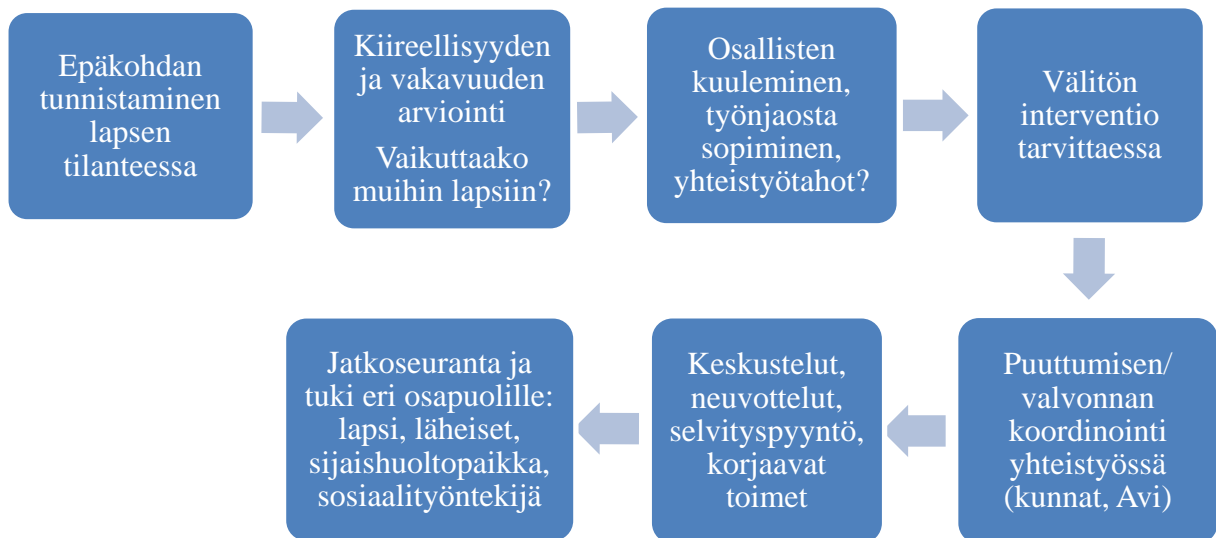 Epäkohdan
tunnistaminen
lapsen
tilanteessa
Kiireellisyyden
ja vakavuuden
arviointi
Vaikuttaako
muihin lapsiin?
Osallisten
kuuleminen,
työnjaosta
sopiminen,
yhteistyötahot?
Välitön
interventio
tarvittaessa
Puuttumisen/
valvonnan
koordinointi
yhteistyössä
(kunnat, Avi)
Keskustelut,
neuvottelut,
selvityspyyntö,
korjaavat
toimet
Jatkoseuranta ja
tuki eri osapuolille:
lapsi, läheiset,
sijaishuoltopaikka,
sosiaalityöntekijä